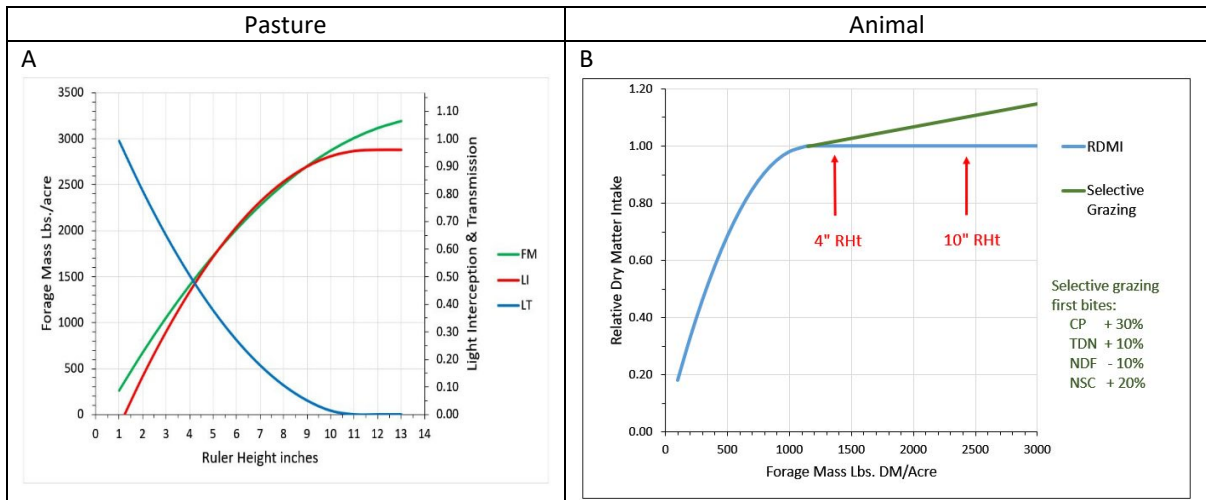 Pasture
Animal
A
3500
3000
2500
2000
1500
1000
500
0
Forage Mass Lbs./acre
1.10
1.00
0.90
0.80
0.70
0.60
0.50
0.40
0.30
0.20
0.10
0.00
Light Interception & Transmission
0 1 2 3 4 5 6 7 8 9 10 11 12 13 14
Ruler Height inches
FM
LI
LT
B
1.20
1.00
0.80
0.60
0.40
0.20
0.00
Relative Dry Matter Intake
4" RHt
10" RHt
0 500 1000 1500 2000 2500 3000
Forage Mass Lbs. DM/Acre
RDMI
Selective
Grazing
Selective grazing
first bites:
CP + 30%
TDN + 10%
NDF - 10%
NSC + 20%